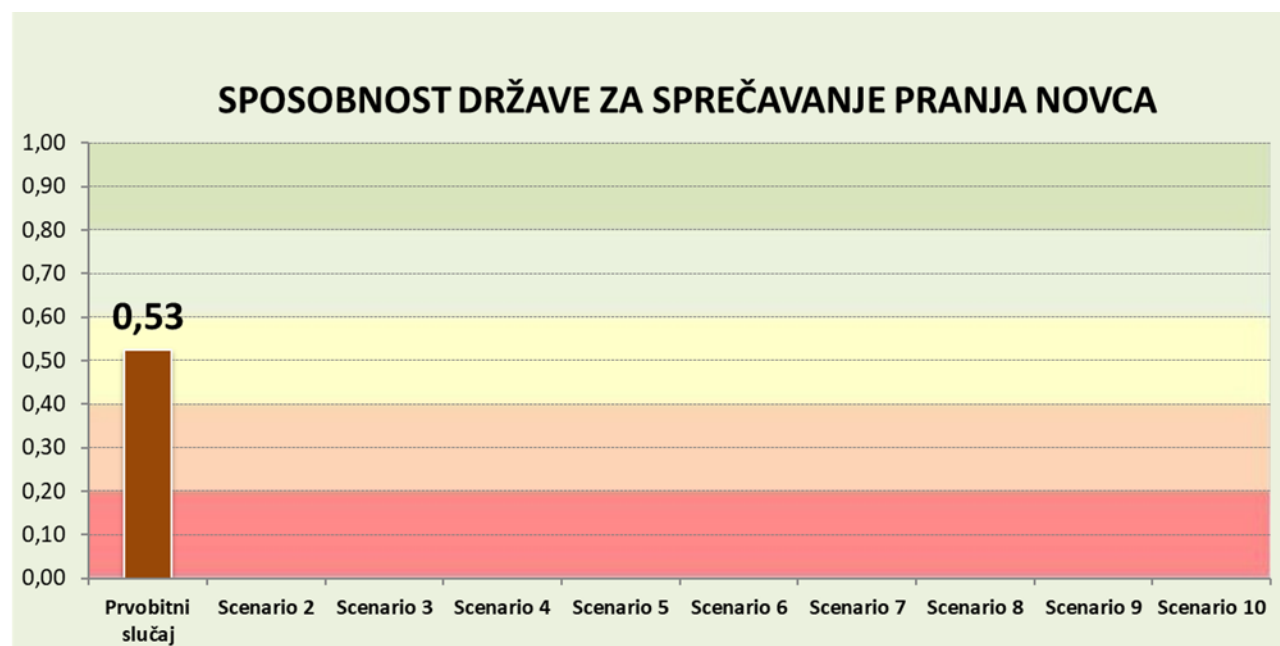 SPOSOBNOST DRŽAVE ZA SPREČAVANJE PRANJA NOVCA
1,00
0,90
0,80
0,70
0,60
0,50
0,40
0,30
0,20
0,10
0,00
0,53
Prvobitni slučaj
Scenario 2
Scenario 3
Scenario 4
Scenario 5
Scenario 6
Scenario 7
Scenario 8
Scenario 9
Scenario 10